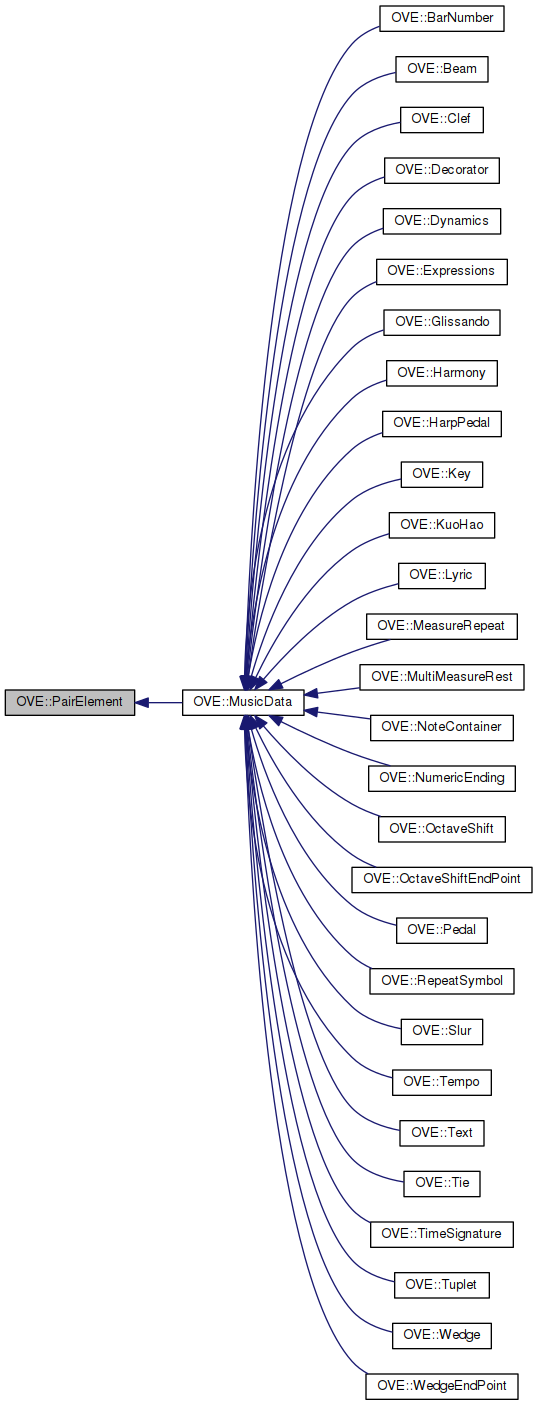 OVE::BarNumber
OVE::Beam
OVE::Clef
OVE::Decorator
OVE::Dynamics
OVE::Expressions
OVE::Glissando
OVE::Harmony
OVE::HarpPedal
OVE::Key
OVE::KuoHao
OVE::Lyric
OVE::MeasureRepeat
OVE::MultiMeasureRest
OVE::PairElement
OVE::MusicData
OVE::NoteContainer
OVE::NumericEnding
OVE::OctaveShift
OVE::OctaveShiftEndPoint
OVE::Pedal
OVE::RepeatSymbol
OVE::Slur
OVE::Tempo
OVE::Text
OVE::Tie
OVE::TimeSignature
OVE::Tuplet
OVE::Wedge
OVE::WedgeEndPoint